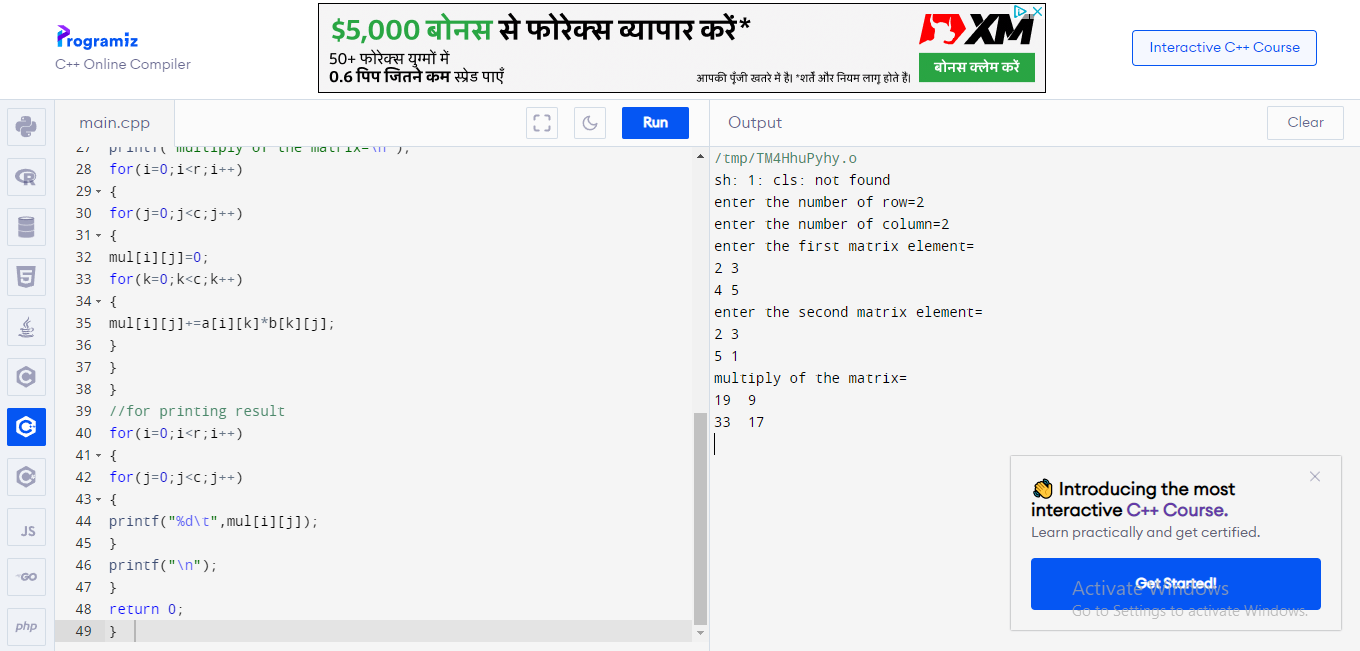 Programiz
C++ Online Compiler
$5,000 बोनस से फोरेक्स व्यापार करें*
50+ फोरेक्स युग्मों में
0.6 पिप जितने कम स्प्रेड पाएँ
आपकी पूँजी खतरे में है। *शर्तें और नियम लागू होते हैं।
XM
बोनस क्लेम करें
Interactive C++ Course
main.cpp
Run
Output
Clear
27 printf("multiply of the matrix=\n");
28 for(i=0;i<r;i++)
29 {
30 for(j=0;j<c;j++)
31 {
32 mul[i][j]=0;
33 for(k=0;k<c;k++)
34 {
35 mul[i][j]+=a[i][k]*b[k][j];
36 }
37 }
38 }
39 //for printing result
40 for(i=0;i<r;i++)
41 {
42 for(j=0;j<c;j++)
43 {
44 printf("%d\t",mul[i][j]);
45 }
46 printf("\n");
47 }
48 return 0;
49 }
/tmp/TM4HhuPyhy.o
sh: 1: cls: not found
enter the number of row=2
enter the number of column=2
enter the first matrix element=
2 3
4 5
enter the second matrix element=
2 3
5 1
multiply of the matrix=
19 9
33 17
👋 Introducing the most
interactive C++ Course.
Learn practically and get certified.
Get Started!
Activate Windows
Go to Settings to activate Windows.
R
5
C
C
C
JS
GO
php